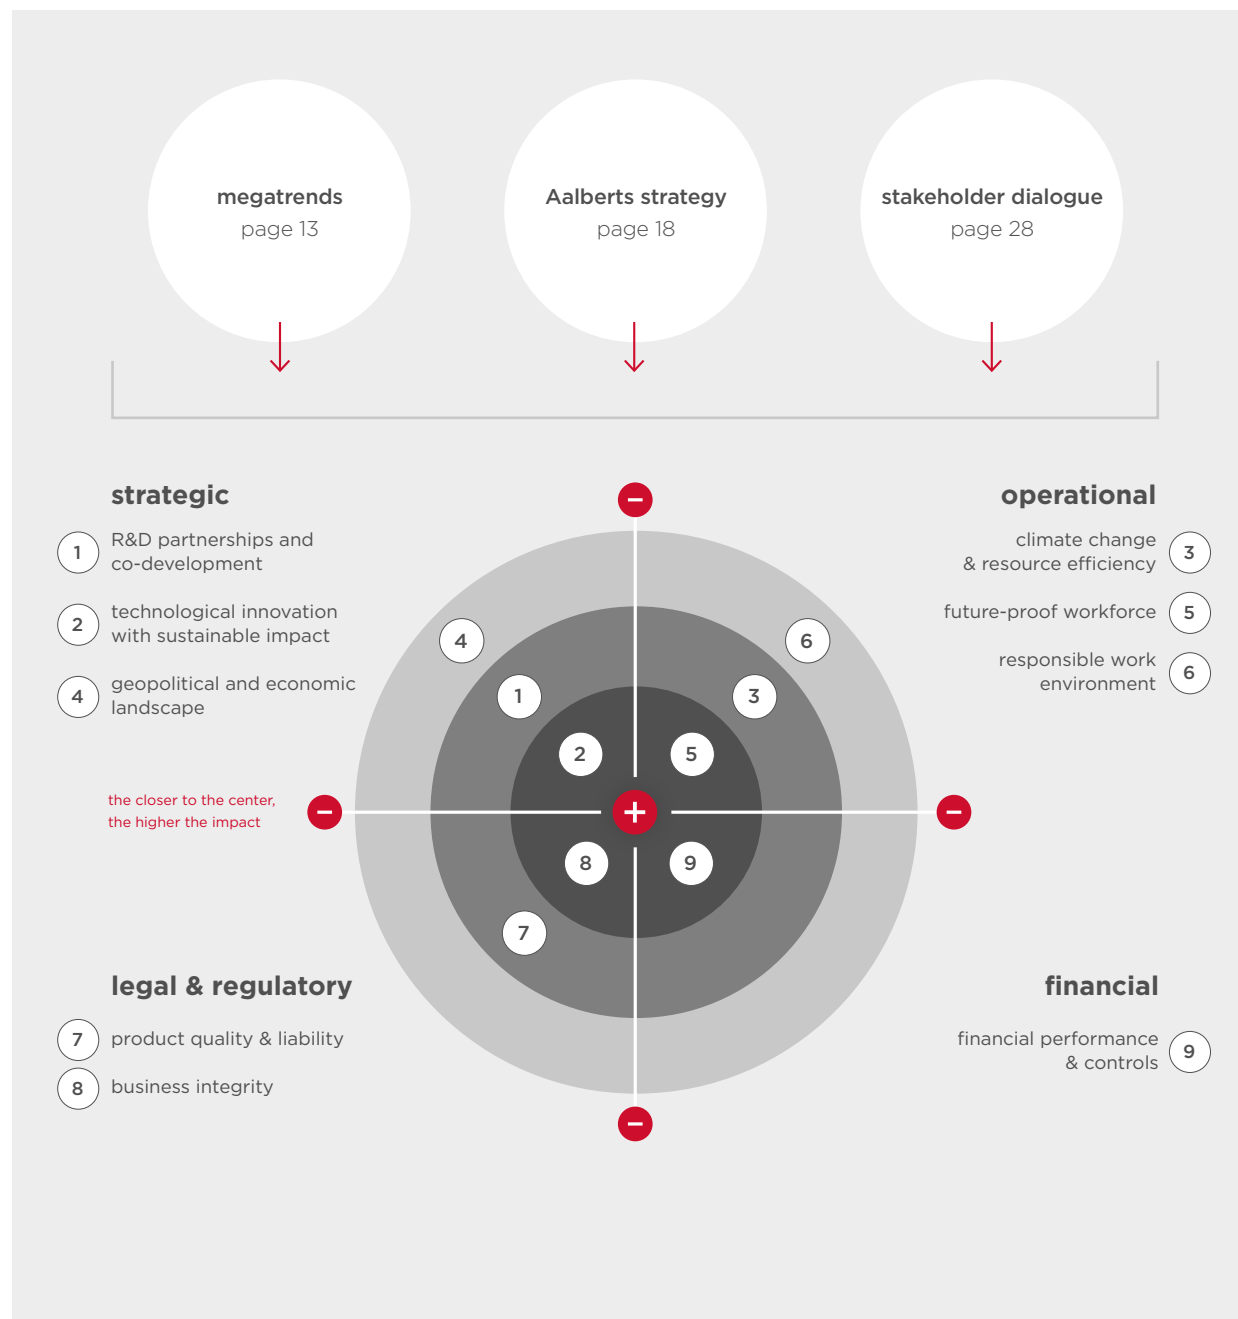 megatrends
page 13
Aalberts strategy
page 18
stakeholder dialogue
page 28
strategic
1
R&D partnerships and
co-development
2
technological innovation
with sustainable impact
4
geopolitical and economic
landscape
operational
climate change
& resource efficiency
3
future-proof workforce
5
responsible work
environment
6
−
4
6
1
3
2
5
the closer to the center,
the higher the impact
−
+
−
8
9
7
−
legal & regulatory
7
product quality & liability
8
business integrity
financial
financial performance
& controls
9